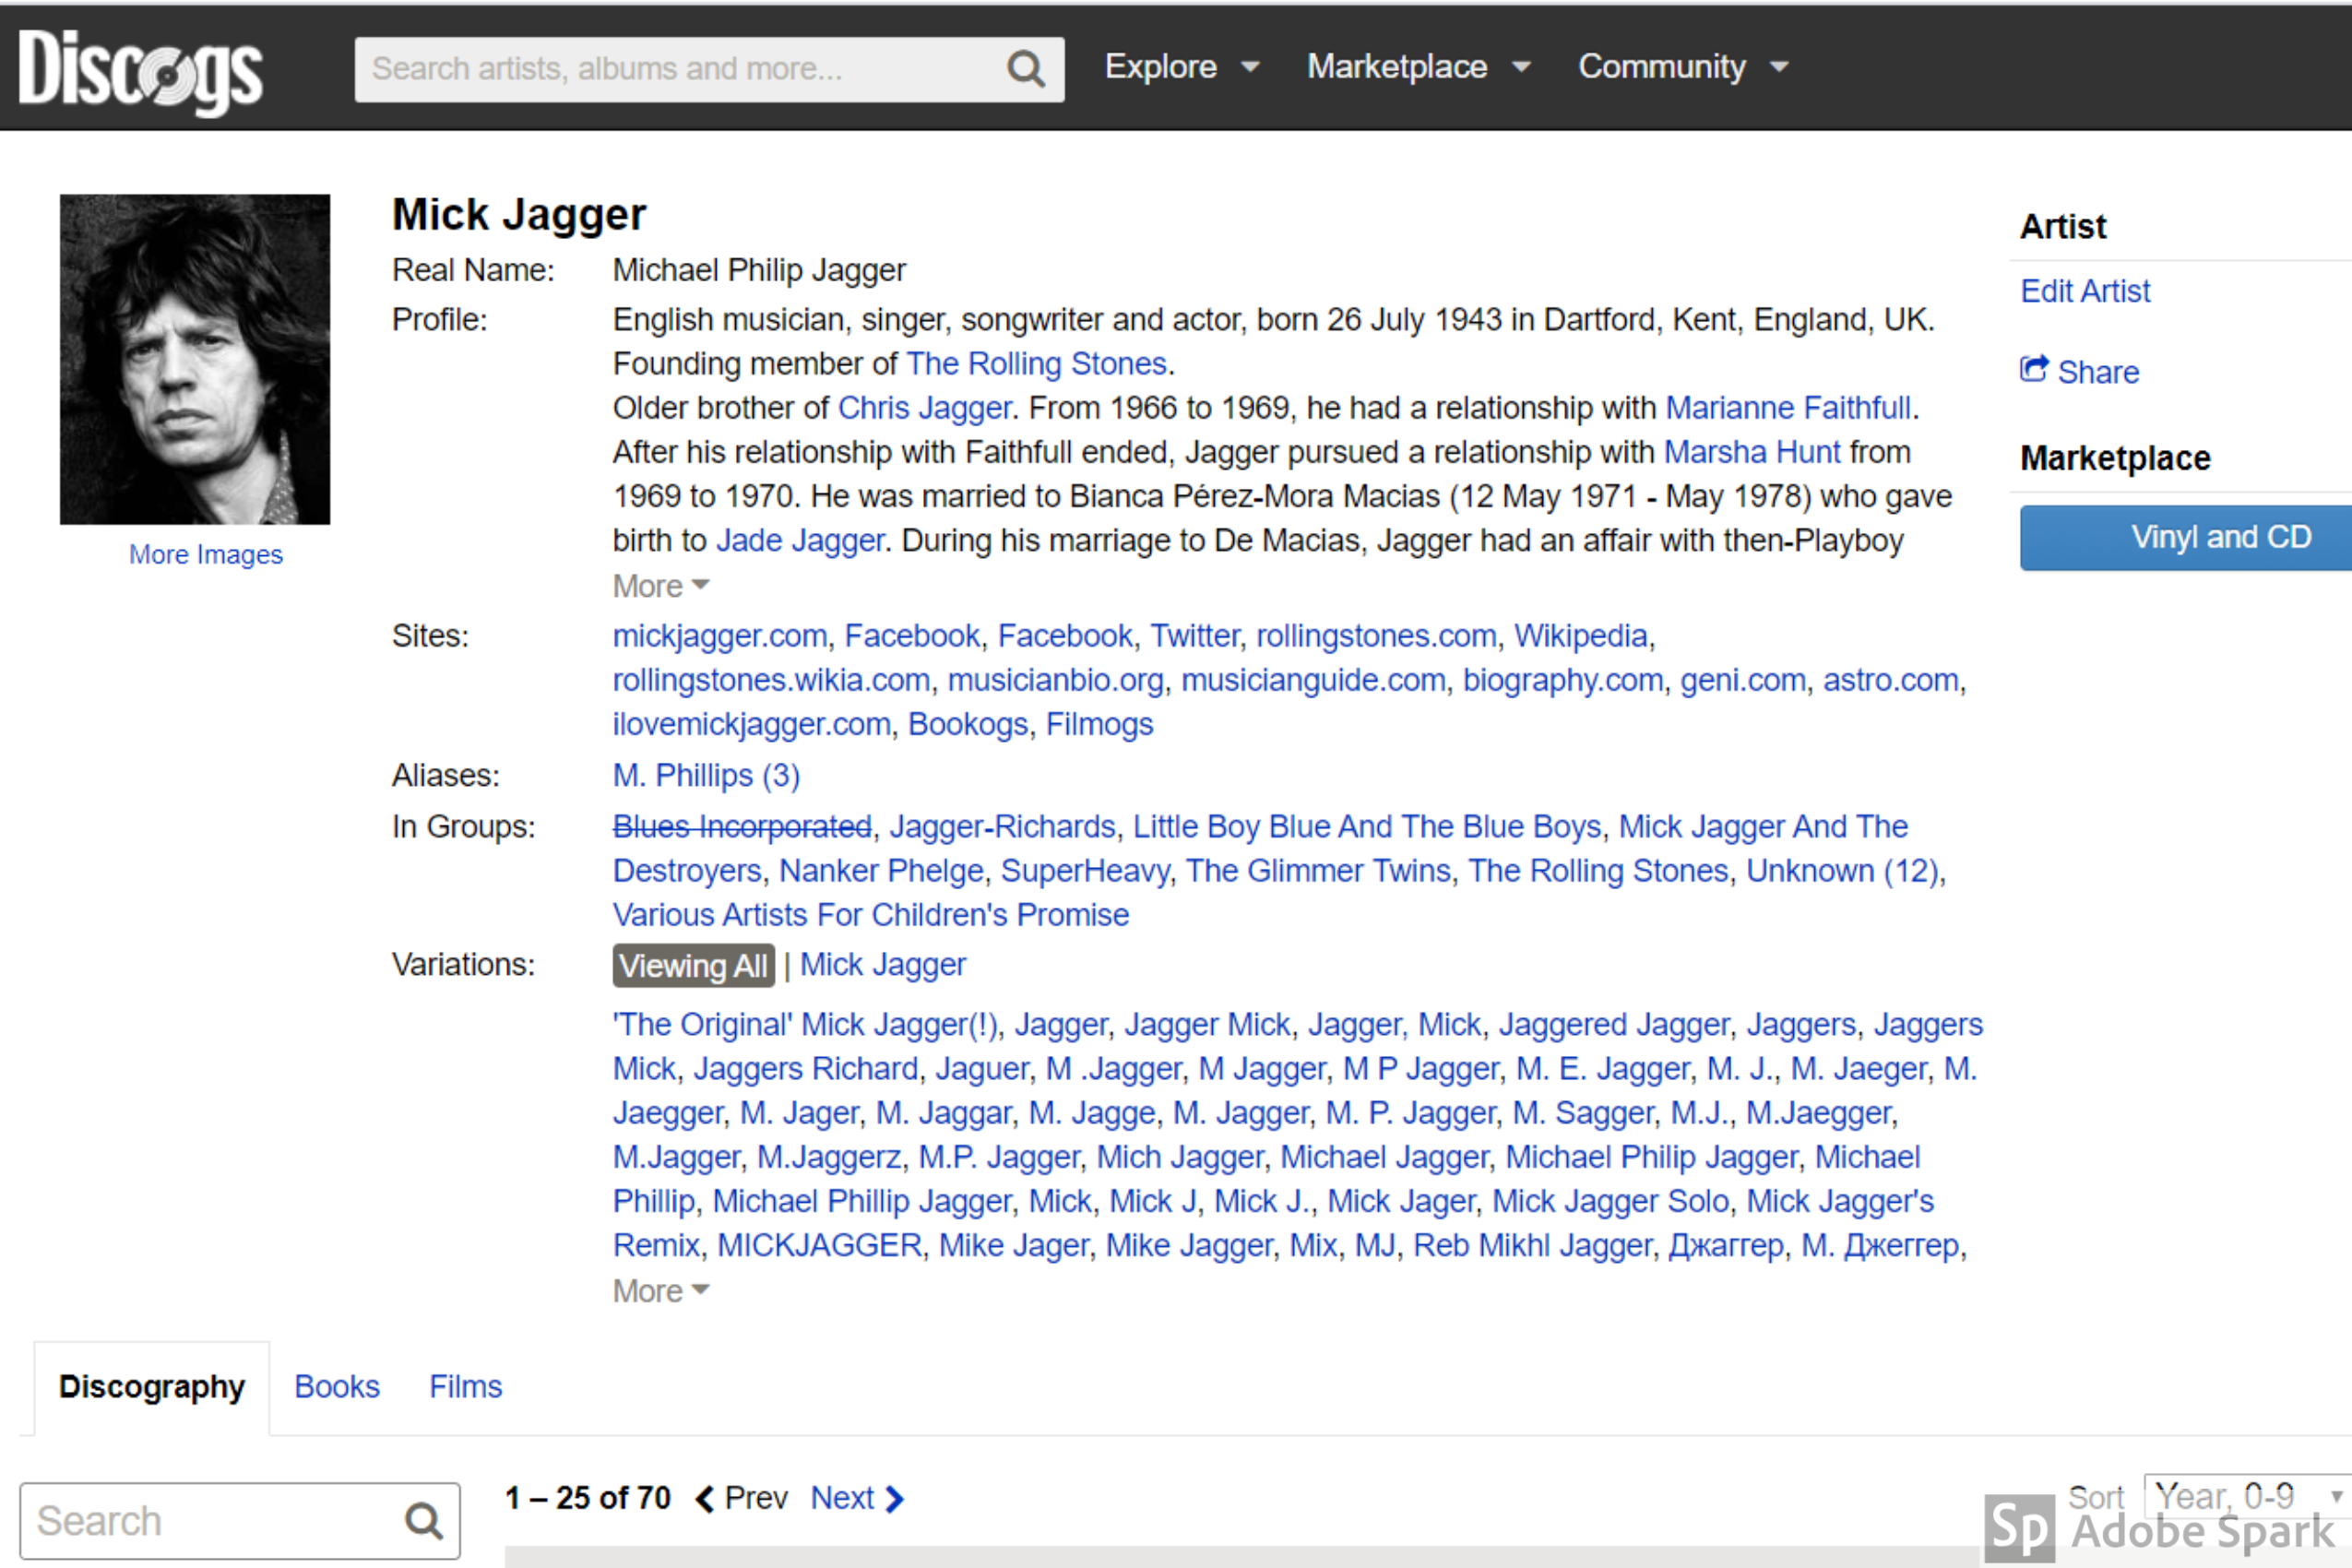 Discogs
Search artists, albums and more...
Explore
Marketplace
Community
Mick Jagger
Real Name: Michael Philip Jagger
Profile: English musician, singer, songwriter and actor, born 26 July 1943 in Dartford, Kent, England, UK.
Founding member of The Rolling Stones.
Older brother of Chris Jagger. From 1966 to 1969, he had a relationship with Marianne Faithfull.
After his relationship with Faithfull ended, Jagger pursued a relationship with Marsha Hunt from
1969 to 1970. He was married to Bianca Pérez-Mora Macias (12 May 1971 - May 1978) who gave
birth to Jade Jagger. During his marriage to De Macias, Jagger had an affair with then-Playboy
More
More Images
Sites: mickjagger.com, Facebook, Facebook, Twitter, rollingstones.com, Wikipedia,
rollingstones.wikia.com, musicianbio.org, musicianguide.com, biography.com, geni.com, astro.com,
ilovemickjagger.com, Bookogs, Filmogs
Aliases: M. Phillips (3)
In Groups: Blues Incorporated, Jagger-Richards, Little Boy Blue And The Blue Boys, Mick Jagger And The
Destroyers, Nanker Phelge, SuperHeavy, The Glimmer Twins, The Rolling Stones, Unknown (12),
Various Artists For Children's Promise
Variations: Viewing All | Mick Jagger
'The Original' Mick Jagger(!), Jagger, Jagger Mick, Jagger, Mick, Jaggered Jagger, Jaggers, Jaggers
Mick, Jaggers Richard, Jaguer, M .Jagger, M Jagger, M P Jagger, M. E. Jagger, M. J., M. Jaeger, M.
Jaegger, M. Jager, M. Jaggar, M. Jagge, M. Jagger, M. P. Jagger, M. Sagger, M.J., M.Jaegger,
M.Jagger, M.Jaggerz, M.P. Jagger, Mich Jagger, Michael Jagger, Michael Philip Jagger, Michael
Phillip, Michael Phillip Jagger, Mick, Mick J, Mick J., Mick Jager, Mick Jagger Solo, Mick Jagger's
Remix, MICKJAGGER, Mike Jager, Mike Jagger, Mix, MJ, Reb Mikhl Jagger, Джаггер, М. Джеггер,
More
Artist
Edit Artist
Share
Marketplace
Vinyl and CD
Discography
Books
Films
Search
1 – 25 of 70 Prev Next
Sort Year, 0-9
Sp Adobe Spark